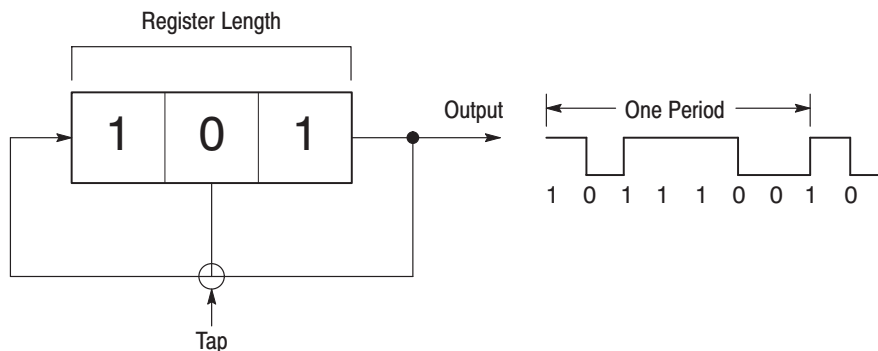 Register Length
1 0 1
Output
One Period
1 0 1 1 1 0 0 1 0
Tap